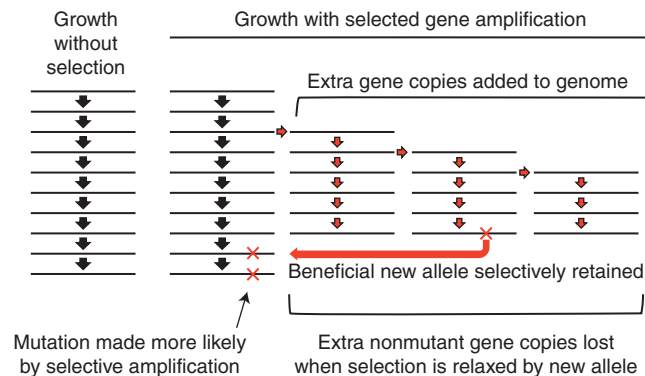 Growth
without
selection
Growth with selected gene amplification
Extra gene copies added to genome
Beneficial new allele selectively retained
Mutation made more likely
by selective amplification
Extra nonmutant gene copies lost
when selection is relaxed by new allele